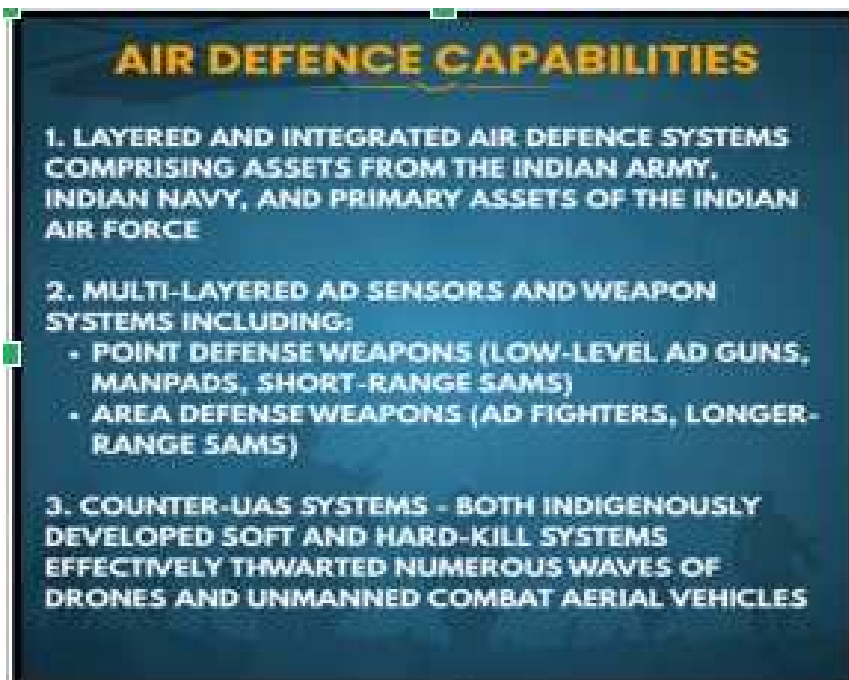 AIR DEFENCE CAPABILITIES
1. LAYERED AND INTEGRATED AIR DEFENCE SYSTEMS
COMPRISING ASSETS FROM THE INDIAN ARMY,
INDIAN NAVY, AND PRIMARY ASSETS OF THE INDIAN
AIR FORCE
2. MULTI-LAYERED AD SENSORS AND WEAPON
SYSTEMS INCLUDING:
• POINT DEFENSE WEAPONS (LOW-LEVEL AD GUNS,
MANPADS, SHORT-RANGE SAMS)
• AREA DEFENSE WEAPONS (AD FIGHTERS, LONGER-
RANGE SAMS)
3. COUNTER-UAS SYSTEMS - BOTH INDIGENOUSLY
DEVELOPED SOFT AND HARD-KILL SYSTEMS
EFFECTIVELY THWARTED NUMEROUS WAVES OF
DRONES AND UNMANNED COMBAT AERIAL VEHICLES